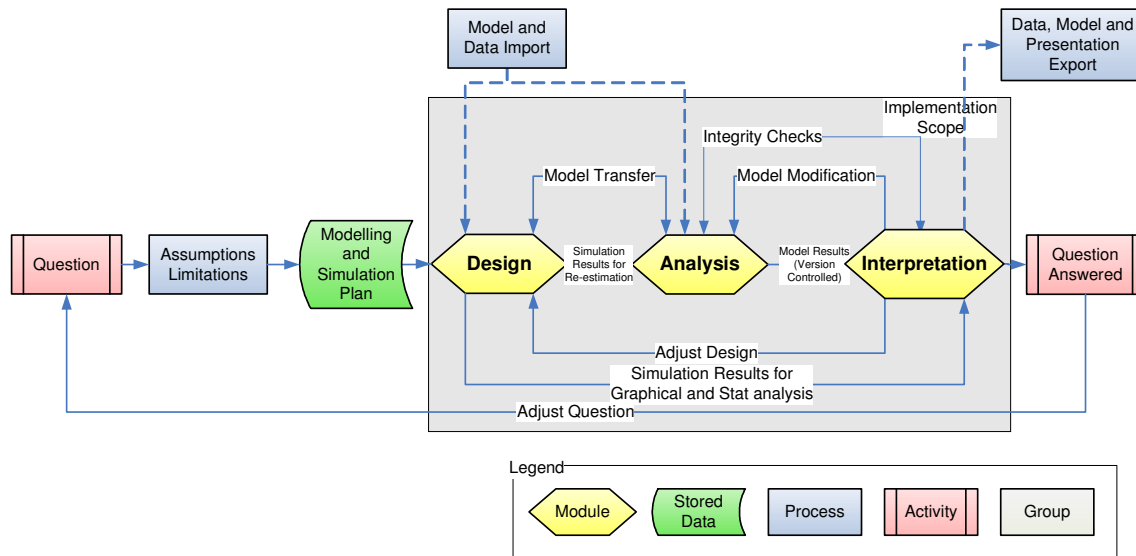 Model and
Data Import
Data, Model and
Presentation
Export
Implementation
Scope
Integrity Checks
Model Transfer
Model Modification
Question
Assumptions
Limitations
Modelling
and
Simulation
Plan
Design
Simulation
Results for
Re-estimation
Analysis
Model Results
(Version
Controlled)
Interpretation
Question
Answered
Adjust Design
Simulation Results for
Graphical and Stat analysis
Adjust Question
Legend
Module
Stored
Data
Process
Activity
Group